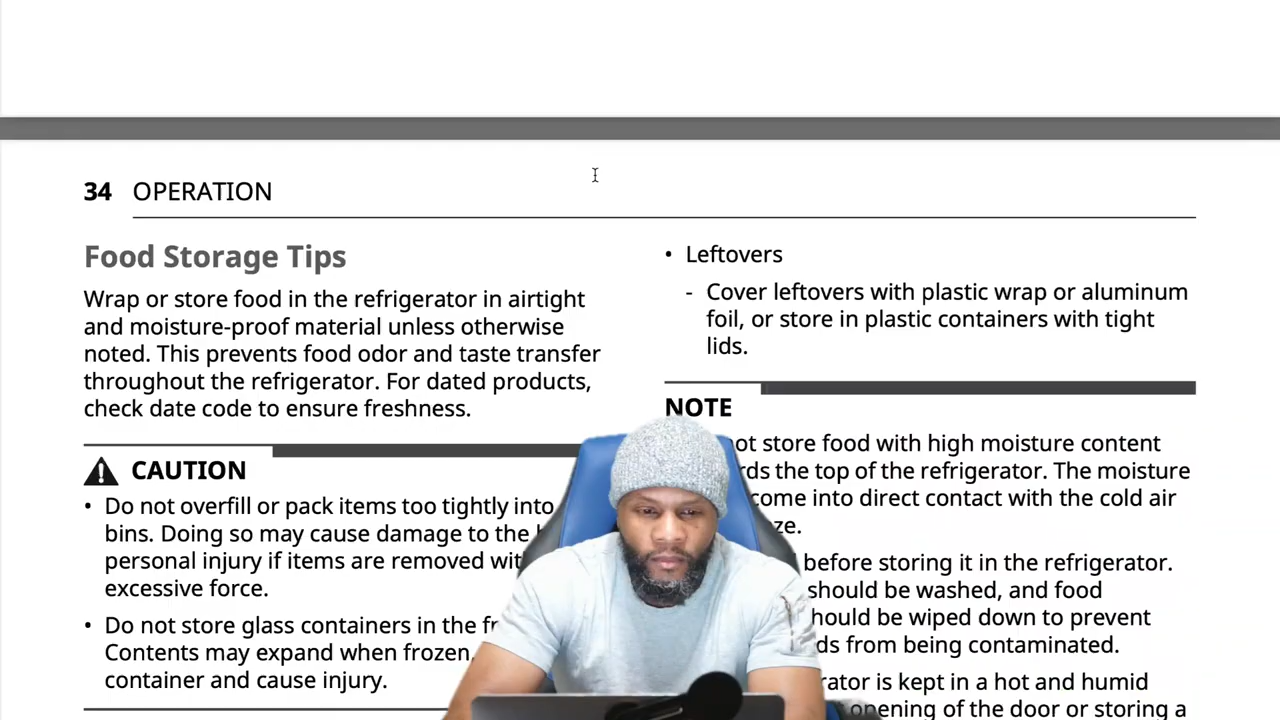 34 OPERATION
Food Storage Tips
Wrap or store food in the refrigerator in airtight
and moisture-proof material unless otherwise
noted. This prevents food odor and taste transfer
throughout the refrigerator. For dated products,
check date code to ensure freshness.
CAUTION
• Do not overfill or pack items too tightly into
bins. Doing so may cause damage to the
personal injury if items are removed
excessive force.
• Do not store glass containers in the
Contents may expand when frozen,
container and cause injury.
• Leftovers
- Cover leftovers with plastic wrap or aluminum
foil, or store in plastic containers with tight
lids.
NOTE
store food with high moisture content
the top of the refrigerator. The moisture
come into direct contact with the cold air
before storing it in the refrigerator.
should be washed, and food
should be wiped down to prevent
from being contaminated.
is kept in a hot and humid
opening of the door or storing a